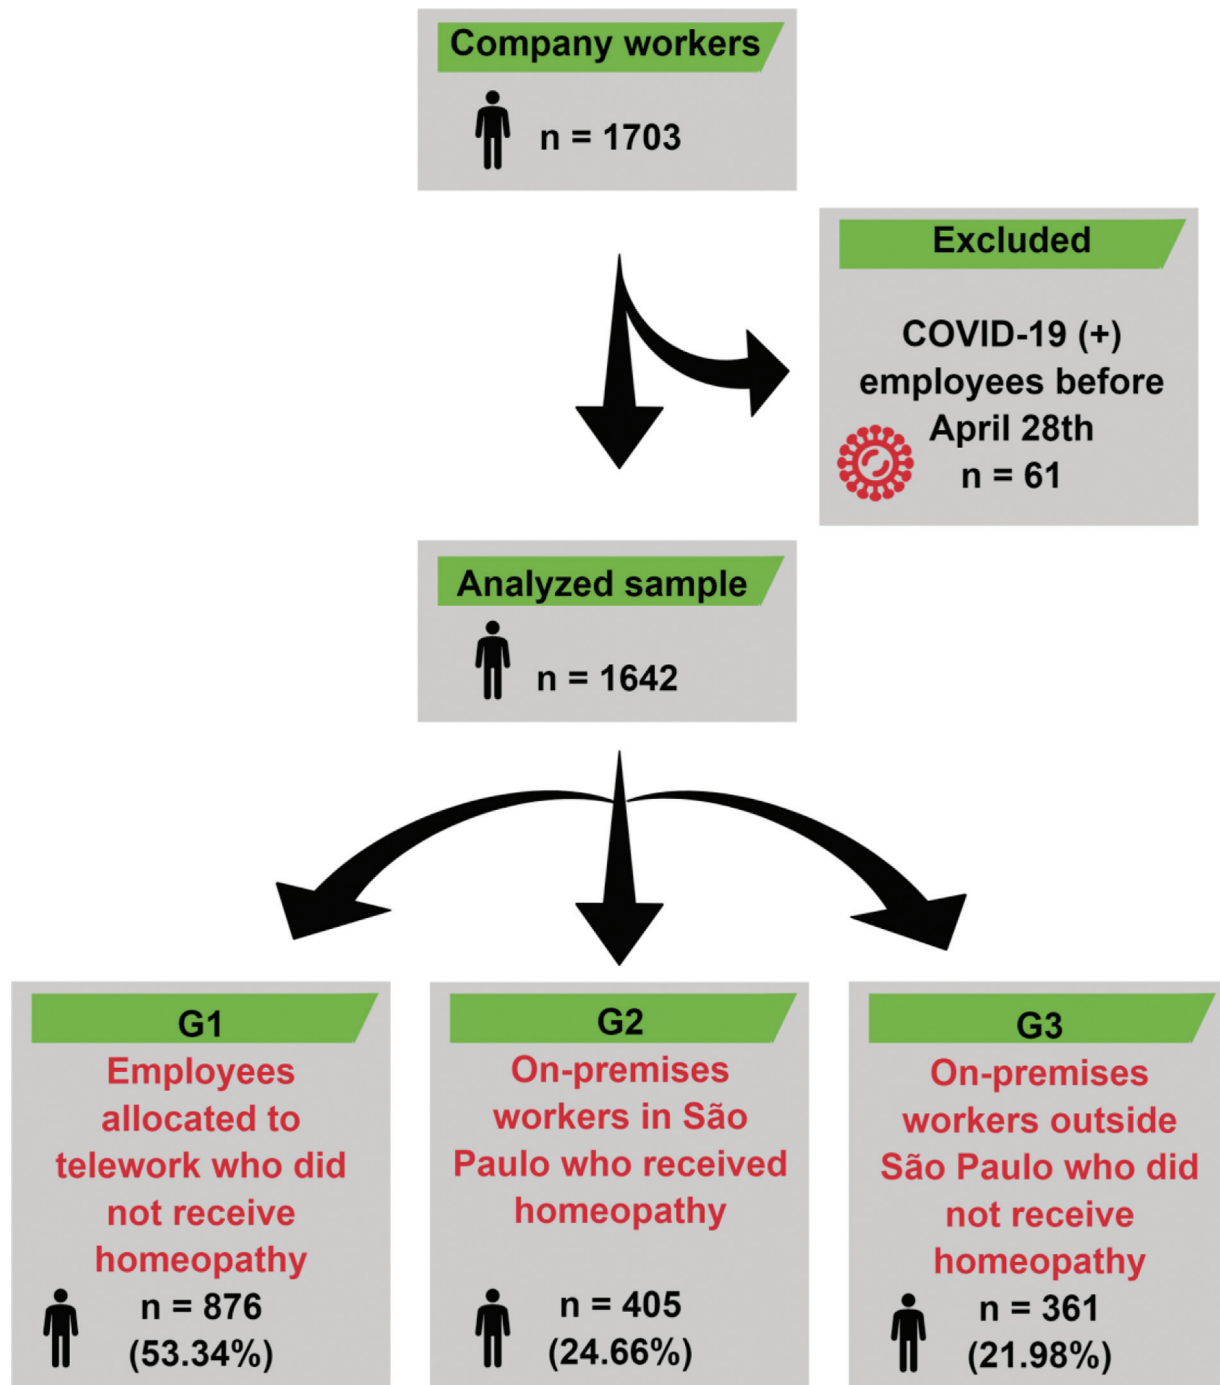 Company workers
n = 1703
Excluded
COVID-19 (+)
employees before
April 28th
n = 61
Analyzed sample
n = 1642
G1
Employees
allocated to
telework who did
not receive
homeopathy
n = 876
(53.34%)
G2
On-premises
workers in São
Paulo who received
homeopathy
n = 405
(24.66%)
G3
On-premises
workers outside
São Paulo who did
not receive
homeopathy
n = 361
(21.98%)